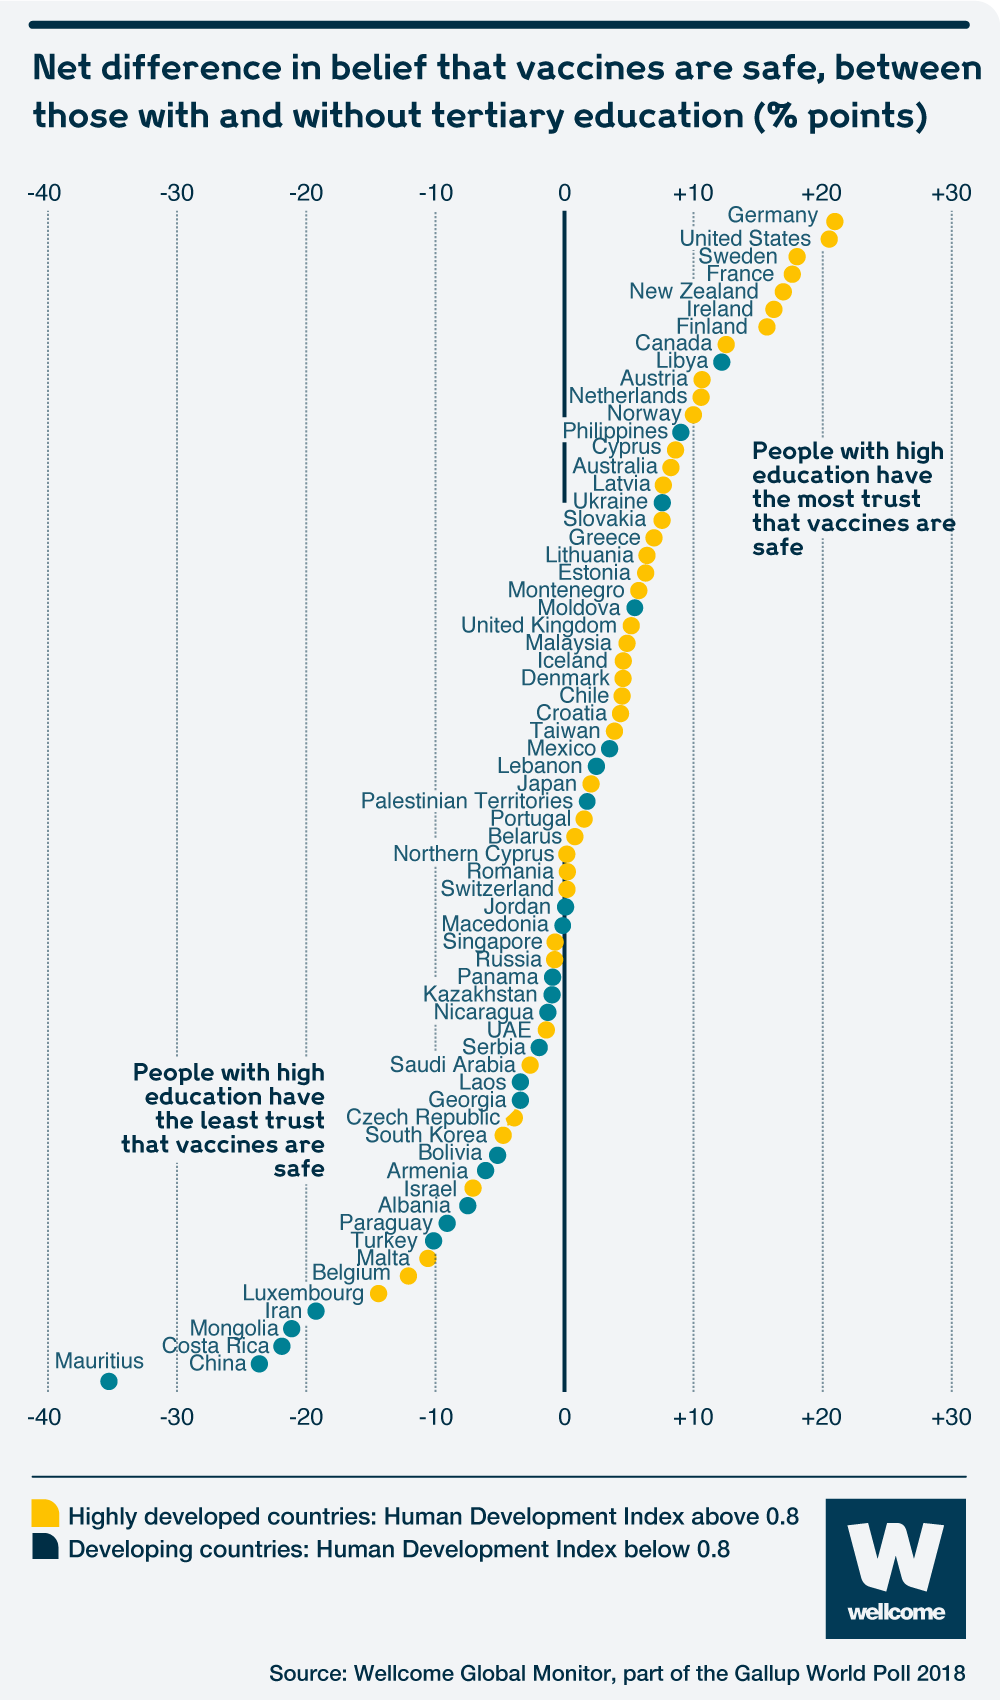 Net difference in belief that vaccines are safe, between
those with and without tertiary education (% points)
-40 -30 -20 -10 0 +10 +20 +30
Germany
United States
Sweden
France
New Zealand
Ireland
Finland
Canada
Libya
Austria
Netherlands
Norway
Philippines
Cyprus
Australia
Latvia
Ukraine
Slovakia
Greece
Lithuania
Estonia
Montenegro
Moldova
United Kingdom
Malaysia
Iceland
Denmark
Chile
Croatia
Taiwan
Mexico
Lebanon
Japan
Palestinian Territories
Portugal
Belarus
Northern Cyprus
Romania
Switzerland
Jordan
Macedonia
Singapore
Russia
Panama
Kazakhstan
Nicaragua
UAE
Serbia
Saudi Arabia
Laos
Georgia
Czech Republic
South Korea
Bolivia
Armenia
Israel
Albania
Paraguay
Turkey
Malta
Belgium
Luxembourg
Iran
Mongolia
Costa Rica
China
Mauritius
People with high
education have
the most trust
that vaccines are
safe
People with high
education have
the least trust
that vaccines are
safe
-40 -30 -20 -10 0 +10 +20 +30
Highly developed countries: Human Development Index above 0.8
Developing countries: Human Development Index below 0.8
W
wellcome
Source: Wellcome Global Monitor, part of the Gallup World Poll 2018